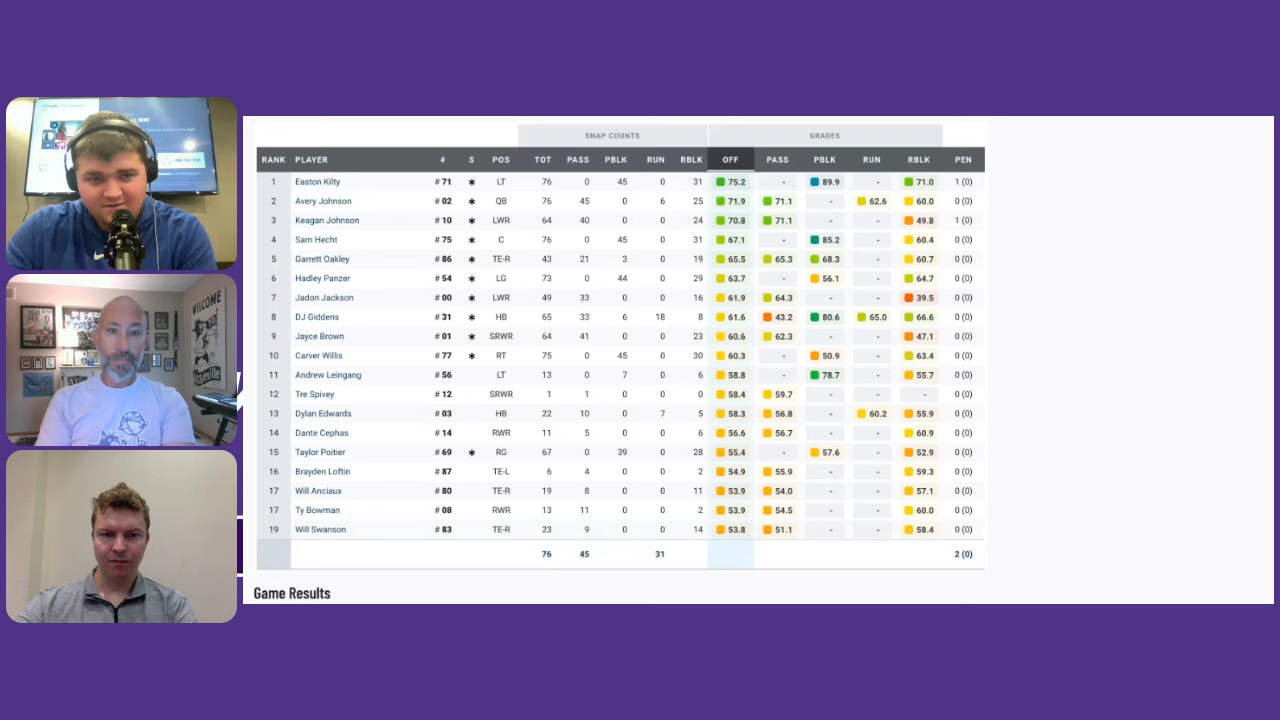 WELCOME
SNAP COUNTS GRADES
RANK PLAYER # S POS TOT PASS PBLK RUN RBLK OFF PASS PBLK RUN RBLK PEN
1 Easton Kilty # 71 * LT 76 0 45 0 31 75.2 - 89.9 - 71.0 1 (0)
2 Avery Johnson # 02 * QB 76 45 0 6 25 71.9 71.1 - 62.6 60.0 0 (0)
3 Keagan Johnson # 10 * LWR 64 40 0 0 24 70.8 71.1 - - 49.8 1 (0)
4 Sam Hecht # 75 * C 76 0 45 0 31 67.1 - 85.2 - 60.4 0 (0)
5 Garrett Oakley # 86 * TE-R 43 21 3 0 19 65.5 65.3 68.3 - 60.7 0 (0)
6 Hadley Panzer # 54 * LG 73 0 44 0 29 63.7 - 56.1 - 64.7 0 (0)
7 Jadon Jackson # 00 * LWR 49 33 0 0 16 61.9 64.3 - - 39.5 0 (0)
8 DJ Giddens # 31 * HB 65 33 6 18 8 61.6 43.2 80.6 65.0 66.6 0 (0)
9 Jayce Brown # 01 * SRWR 64 41 0 0 23 60.6 62.3 - - 47.1 0 (0)
10 Carver Willis # 77 * RT 75 0 45 0 30 60.3 - 50.9 - 63.4 0 (0)
11 Andrew Leingang # 56 LT 13 0 7 0 6 58.8 - 78.7 - 55.7 0 (0)
12 Tre Spivey # 12 SRWR 1 1 0 0 0 58.4 59.7 - - - 0 (0)
13 Dylan Edwards # 03 HB 22 10 0 7 5 58.3 56.8 - 60.2 55.9 0 (0)
14 Dante Cephas # 14 RWR 11 5 0 0 6 56.6 56.7 - - 60.9 0 (0)
15 Taylor Poitier # 69 * RG 67 0 39 0 28 55.4 - 57.6 - 52.9 0 (0)
16 Brayden Loftin # 87 TE-L 6 4 0 0 2 54.9 55.9 - - 59.3 0 (0)
17 Will Anciaux # 80 TE-R 19 8 0 0 11 53.9 54.0 - - 57.1 0 (0)
17 Ty Bowman # 08 RWR 13 11 0 0 2 53.9 54.5 - - 60.0 0 (0)
19 Will Swanson # 83 TE-R 23 9 0 0 14 53.8 51.1 - - 58.4 0 (0)
76 45 31 2 (0)
Game Results